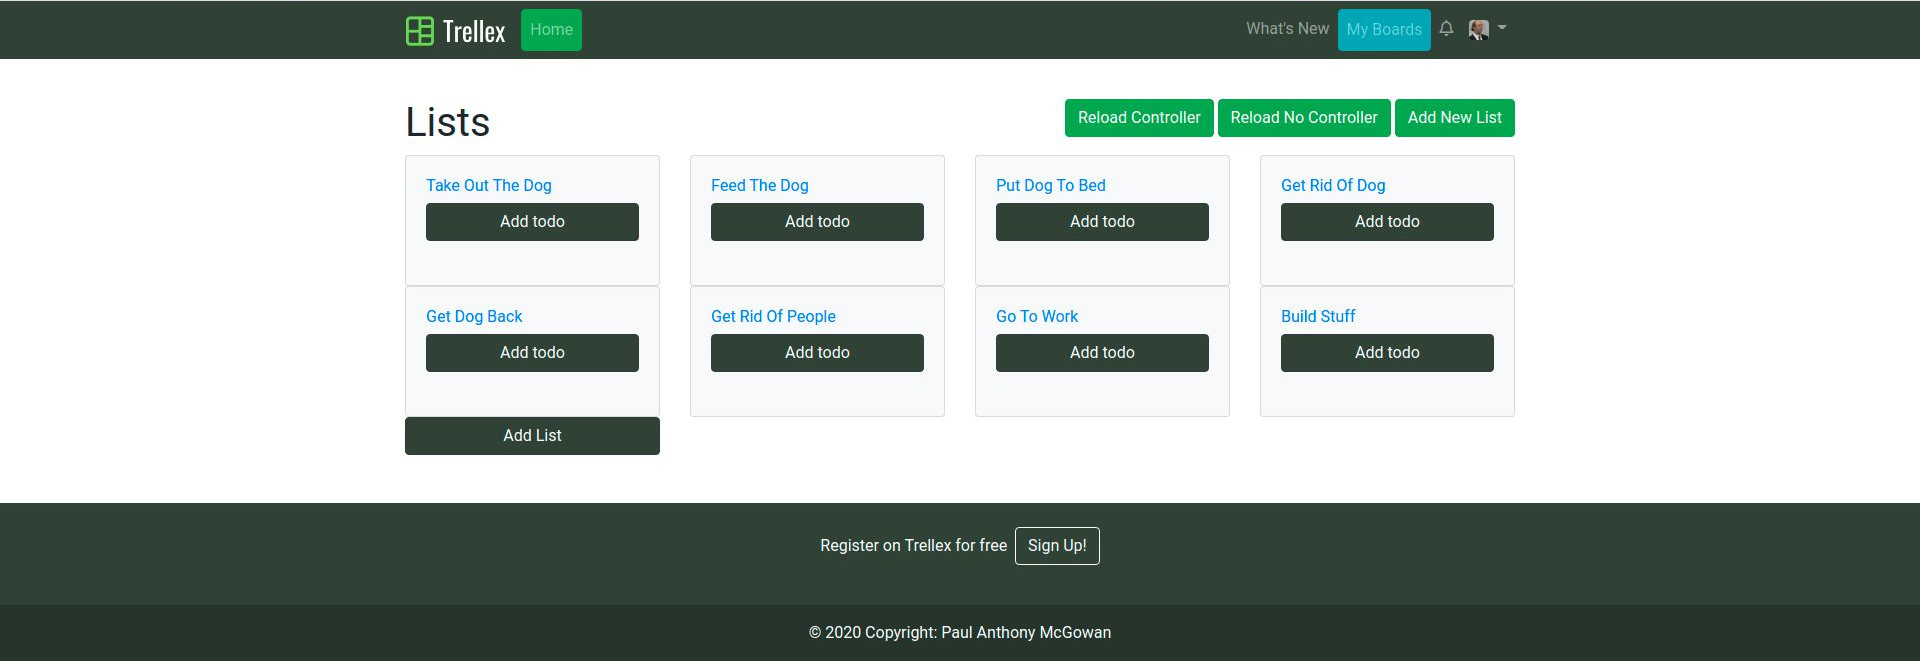 Trellex Home What's New My Boards
Lists Reload Controller Reload No Controller Add New List
Take Out The Dog Feed The Dog Put Dog To Bed Get Rid Of Dog
Add todo Add todo Add todo Add todo
Get Dog Back Get Rid Of People Go To Work Build Stuff
Add todo Add todo Add todo Add todo
Add List
Register on Trellex for free Sign Up!
© 2020 Copyright: Paul Anthony McGowan